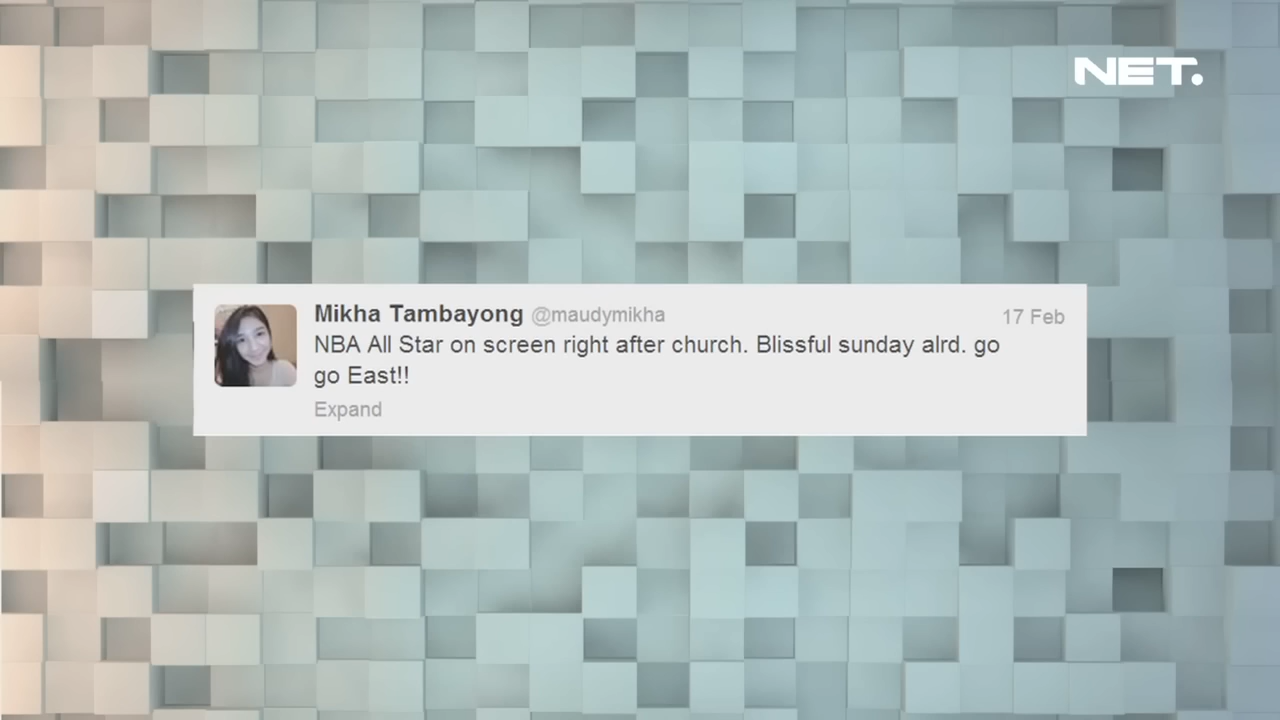 NET.
Mikha Tambayong @maudymikha 17 Feb
NBA All Star on screen right after church. Blissful sunday alrd. go
go East!!
Expand